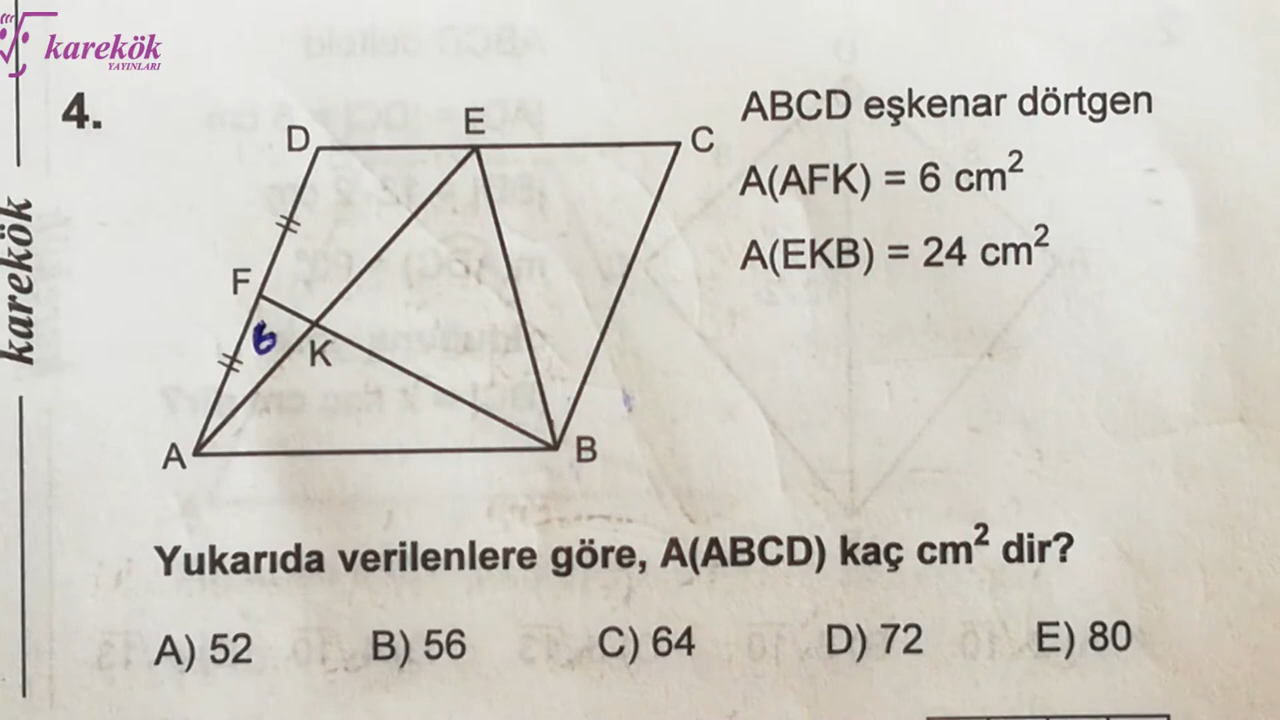 karekök
YAYINLARI
karekök
4.
ABCD eşkenar dörtgen
A(AFK) = 6 cm²
A(EKB) = 24 cm²
D
E
C
F
6
K
A
B
Yukarıda verilenlere göre, A(ABCD) kaç cm² dir?
A) 52 B) 56 C) 64 D) 72 E) 80